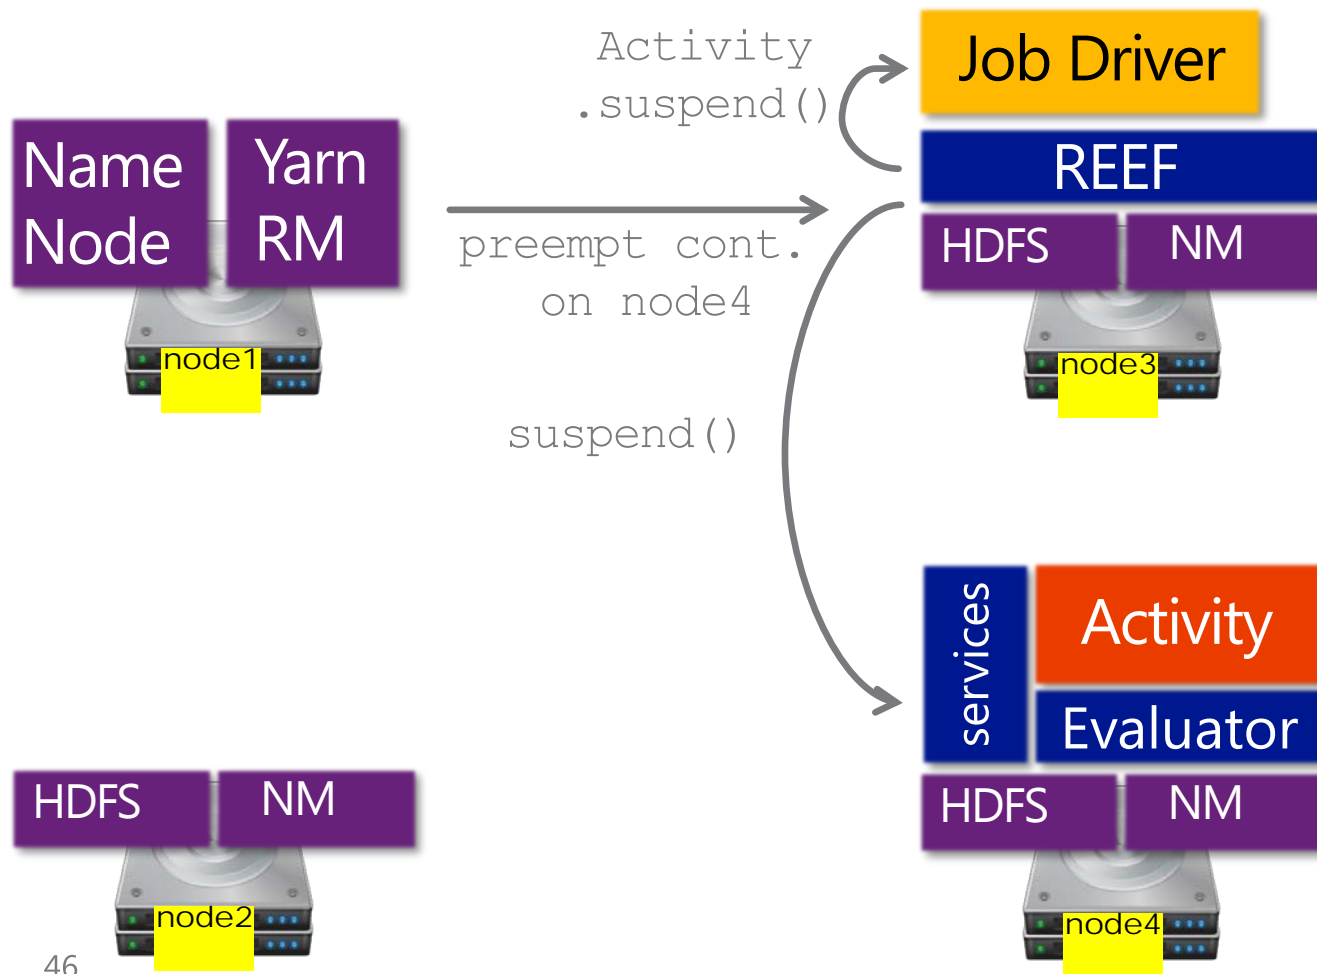 Activity
.suspend()
Job Driver
Name
Node
Yarn
RM
REEF
preempt cont.
on node4
HDFS
NM
node1
node3
suspend()
services
Activity
Evaluator
HDFS
NM
HDFS
NM
node2
node4
46